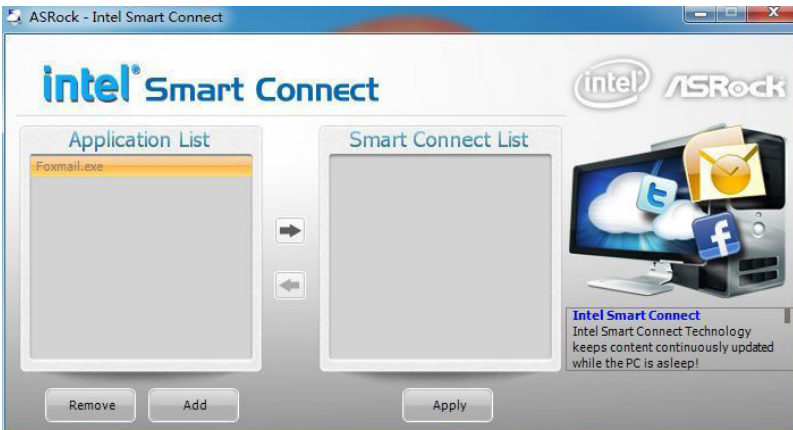 ASRock - Intel Smart Connect
intel® Smart Connect
intel ASRock
Application List
Foxmail.exe
Smart Connect List
Intel Smart Connect
Intel Smart Connect Technology
keeps content continuously updated
while the PC is asleep!
Remove Add Apply